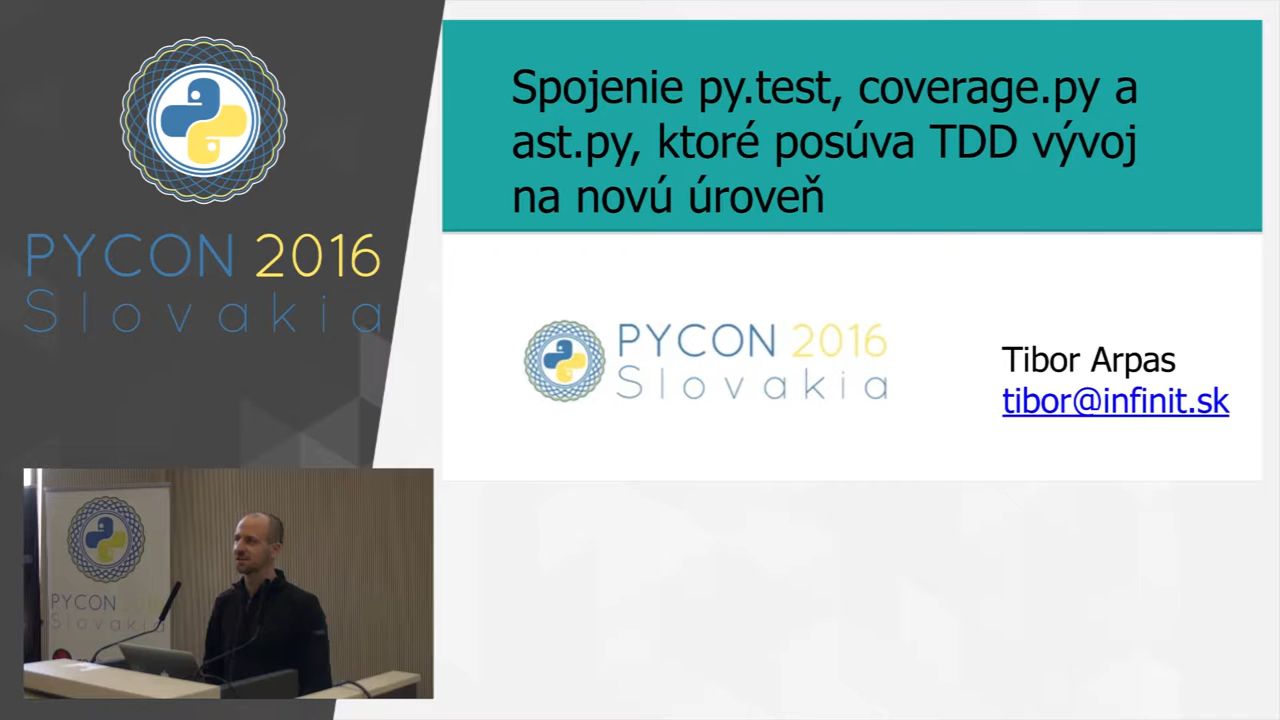 PYCON 2016
Slovakia
Spojenie py.test, coverage.py a
ast.py, ktoré posúva TDD vývoj
na novú úroveň
PYCON 2016
Slovakia
Tibor Arpas
tibor@infinit.sk
PYCON 2016
Slovakia